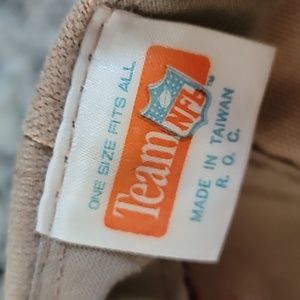 ONE SIZE FITS ALL
Team NFL
MADE IN TAIWAN
R. O. C.